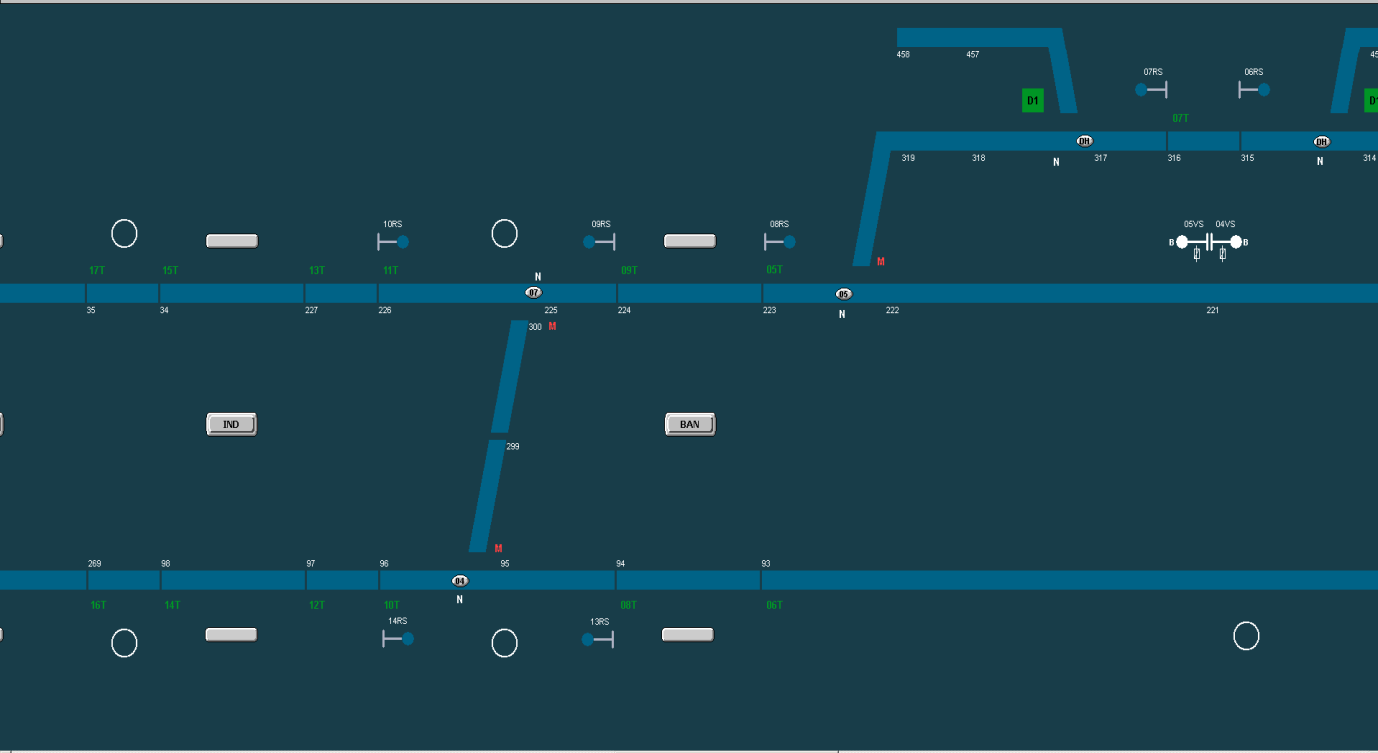 458 457 45
07RS 06RS
D1 D1
07T
DH DH
319 318 N 317 316 315 N 314
10RS 09RS 08RS 05VS 04VS
B B
M
17T 15T 13T 11T N 09T 05T
07 05
35 34 227 226 225 224 223 N 222 221
300 M
IND BAN
299
M
269 98 97 96 95 94 93
04
N
16T 14T 12T 10T 08T 06T
14RS 13RS